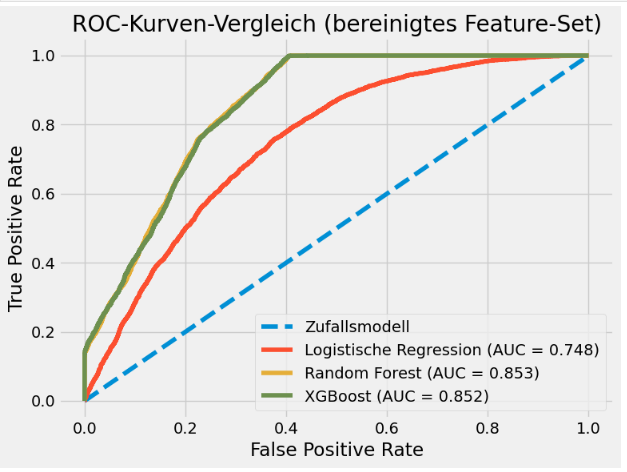 ROC-Kurven-Vergleich (bereinigtes Feature-Set)
1.0
0.8
0.6
0.4
0.2
0.0
True Positive Rate
Zufallsmodell
Logistische Regression (AUC = 0.748)
Random Forest (AUC = 0.853)
XGBoost (AUC = 0.852)
0.0 0.2 0.4 0.6 0.8 1.0
False Positive Rate